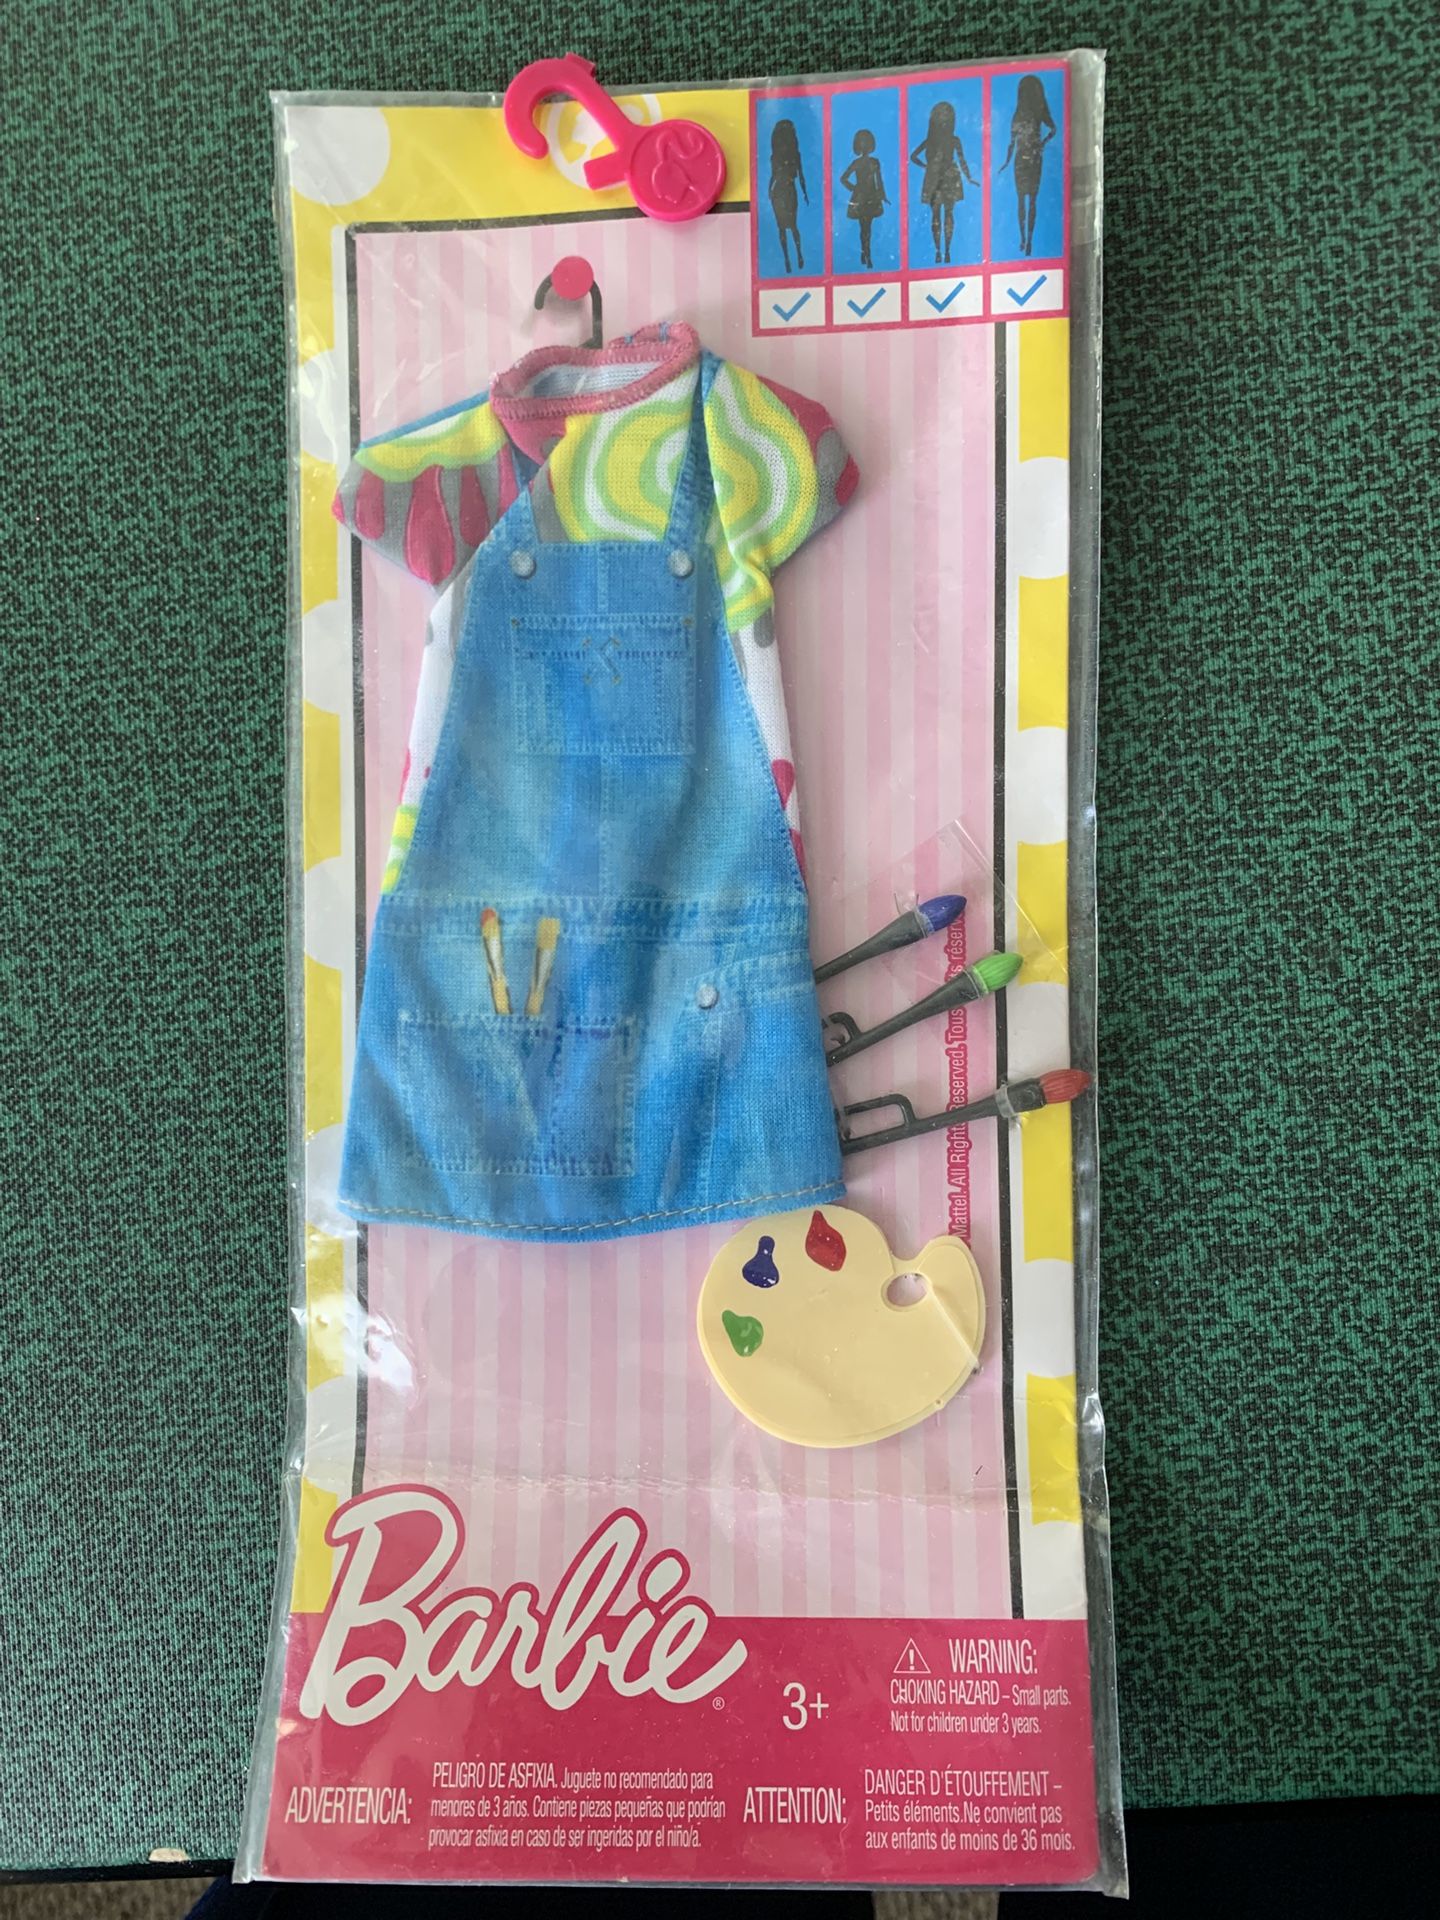 Mattel. All Rights Reserved. Tous
Barbie®
3+
WARNING:
CHOKING HAZARD – Small parts.
Not for children under 3 years.
ADVERTENCIA:
PELIGRO DE ASFIXIA. Juguete no recomendado para
menores de 3 años. Contiene piezas pequeñas que podrían
provocar asfixia en caso de ser ingeridas por el niño/a.
ATTENTION:
DANGER D'ÉTOUFFEMENT –
Petits éléments.Ne convient pas
aux enfants de moins de 36 mois.